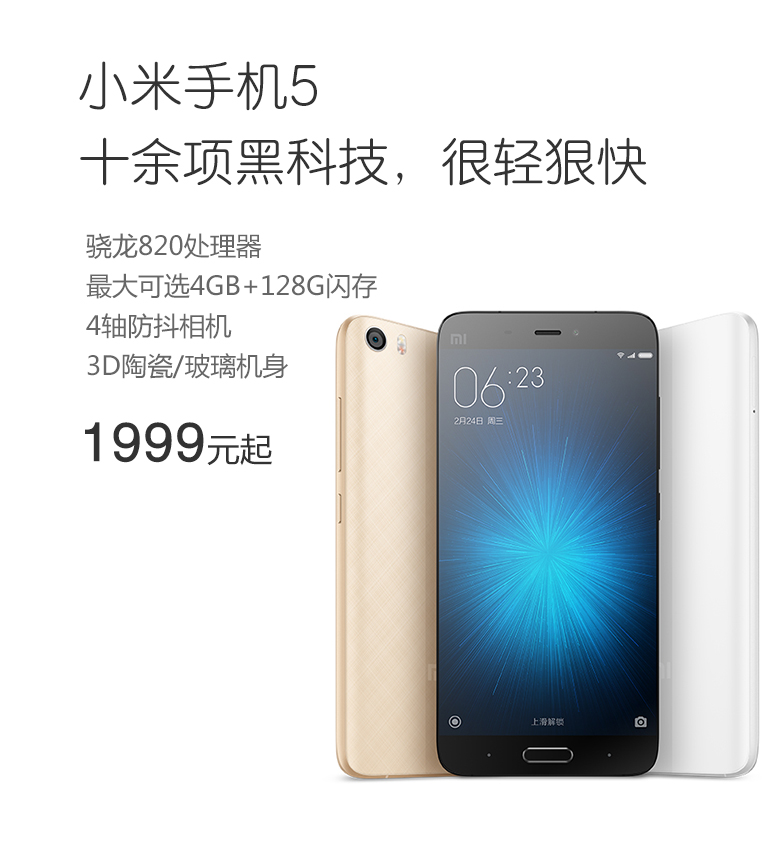 小米手机5
十余项黑科技，很轻狠快
骁龙820处理器
最大可选4GB+128G闪存
4轴防抖相机
3D陶瓷/玻璃机身
1999元起
mi
06:23
2月24日 周三
上滑解锁